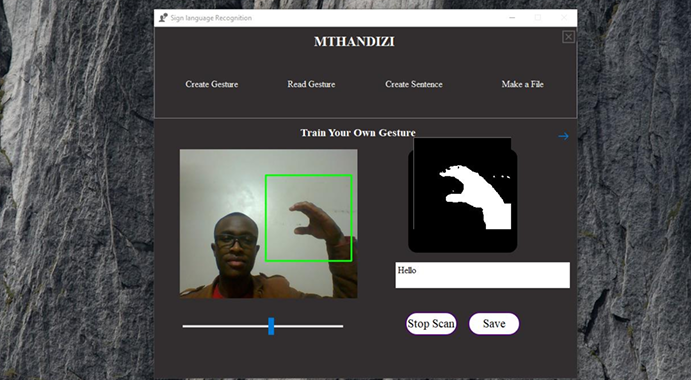 Sign language Recognition
MTHANDIZI
Create Gesture Read Gesture Create Sentence Make a File
Train Your Own Gesture
Hello
Stop Scan Save